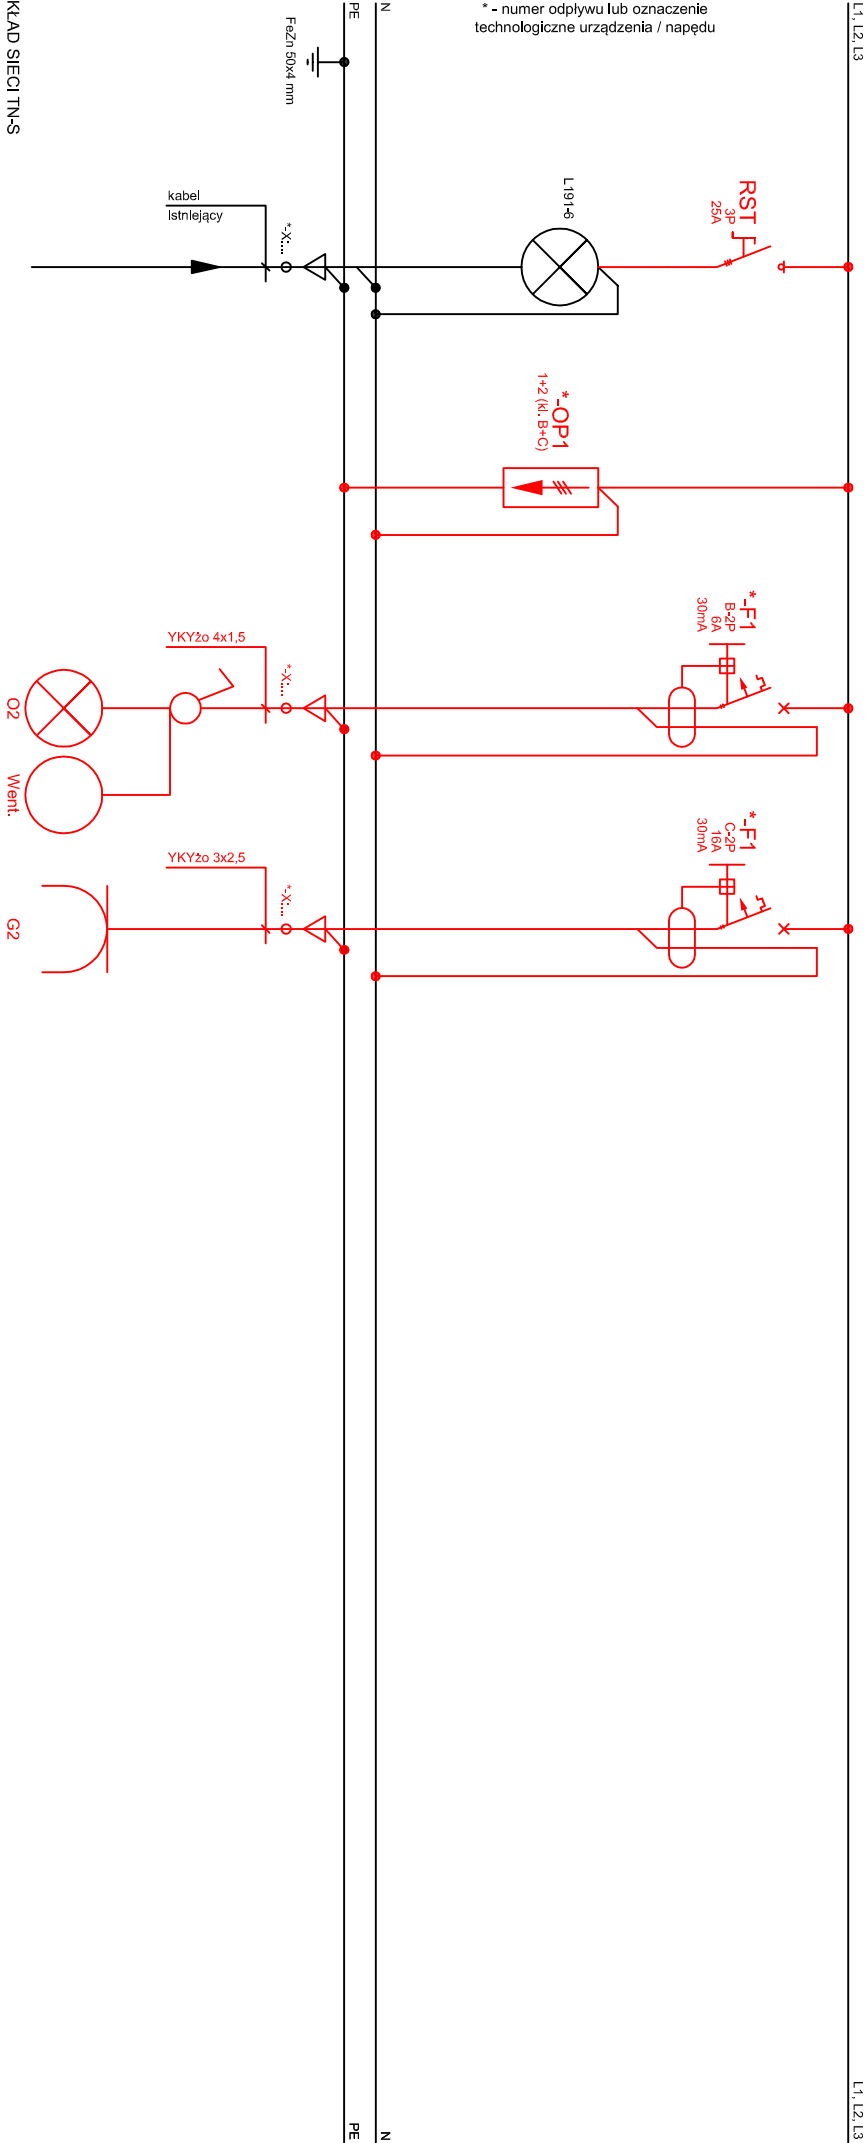 L1, L2, L3
* - numer odpływu lub oznaczenie
technologiczne urządzenia / napędu
N
PE
FeZn 50x4 mm
KŁAD SIECI TN-S
RST
3P
25A
L191-6
kabel
Istniejący
*-X:...
*-OP1
1+2 (kl. B+C)
*-F1
B-2P
6A
30mA
YKYżo 4x1,5
*-X:...
O2
Went.
*-F1
C-2P
16A
30mA
YKYżo 3x2,5
*-X:...
G2
L1, L2, L3
N
PE